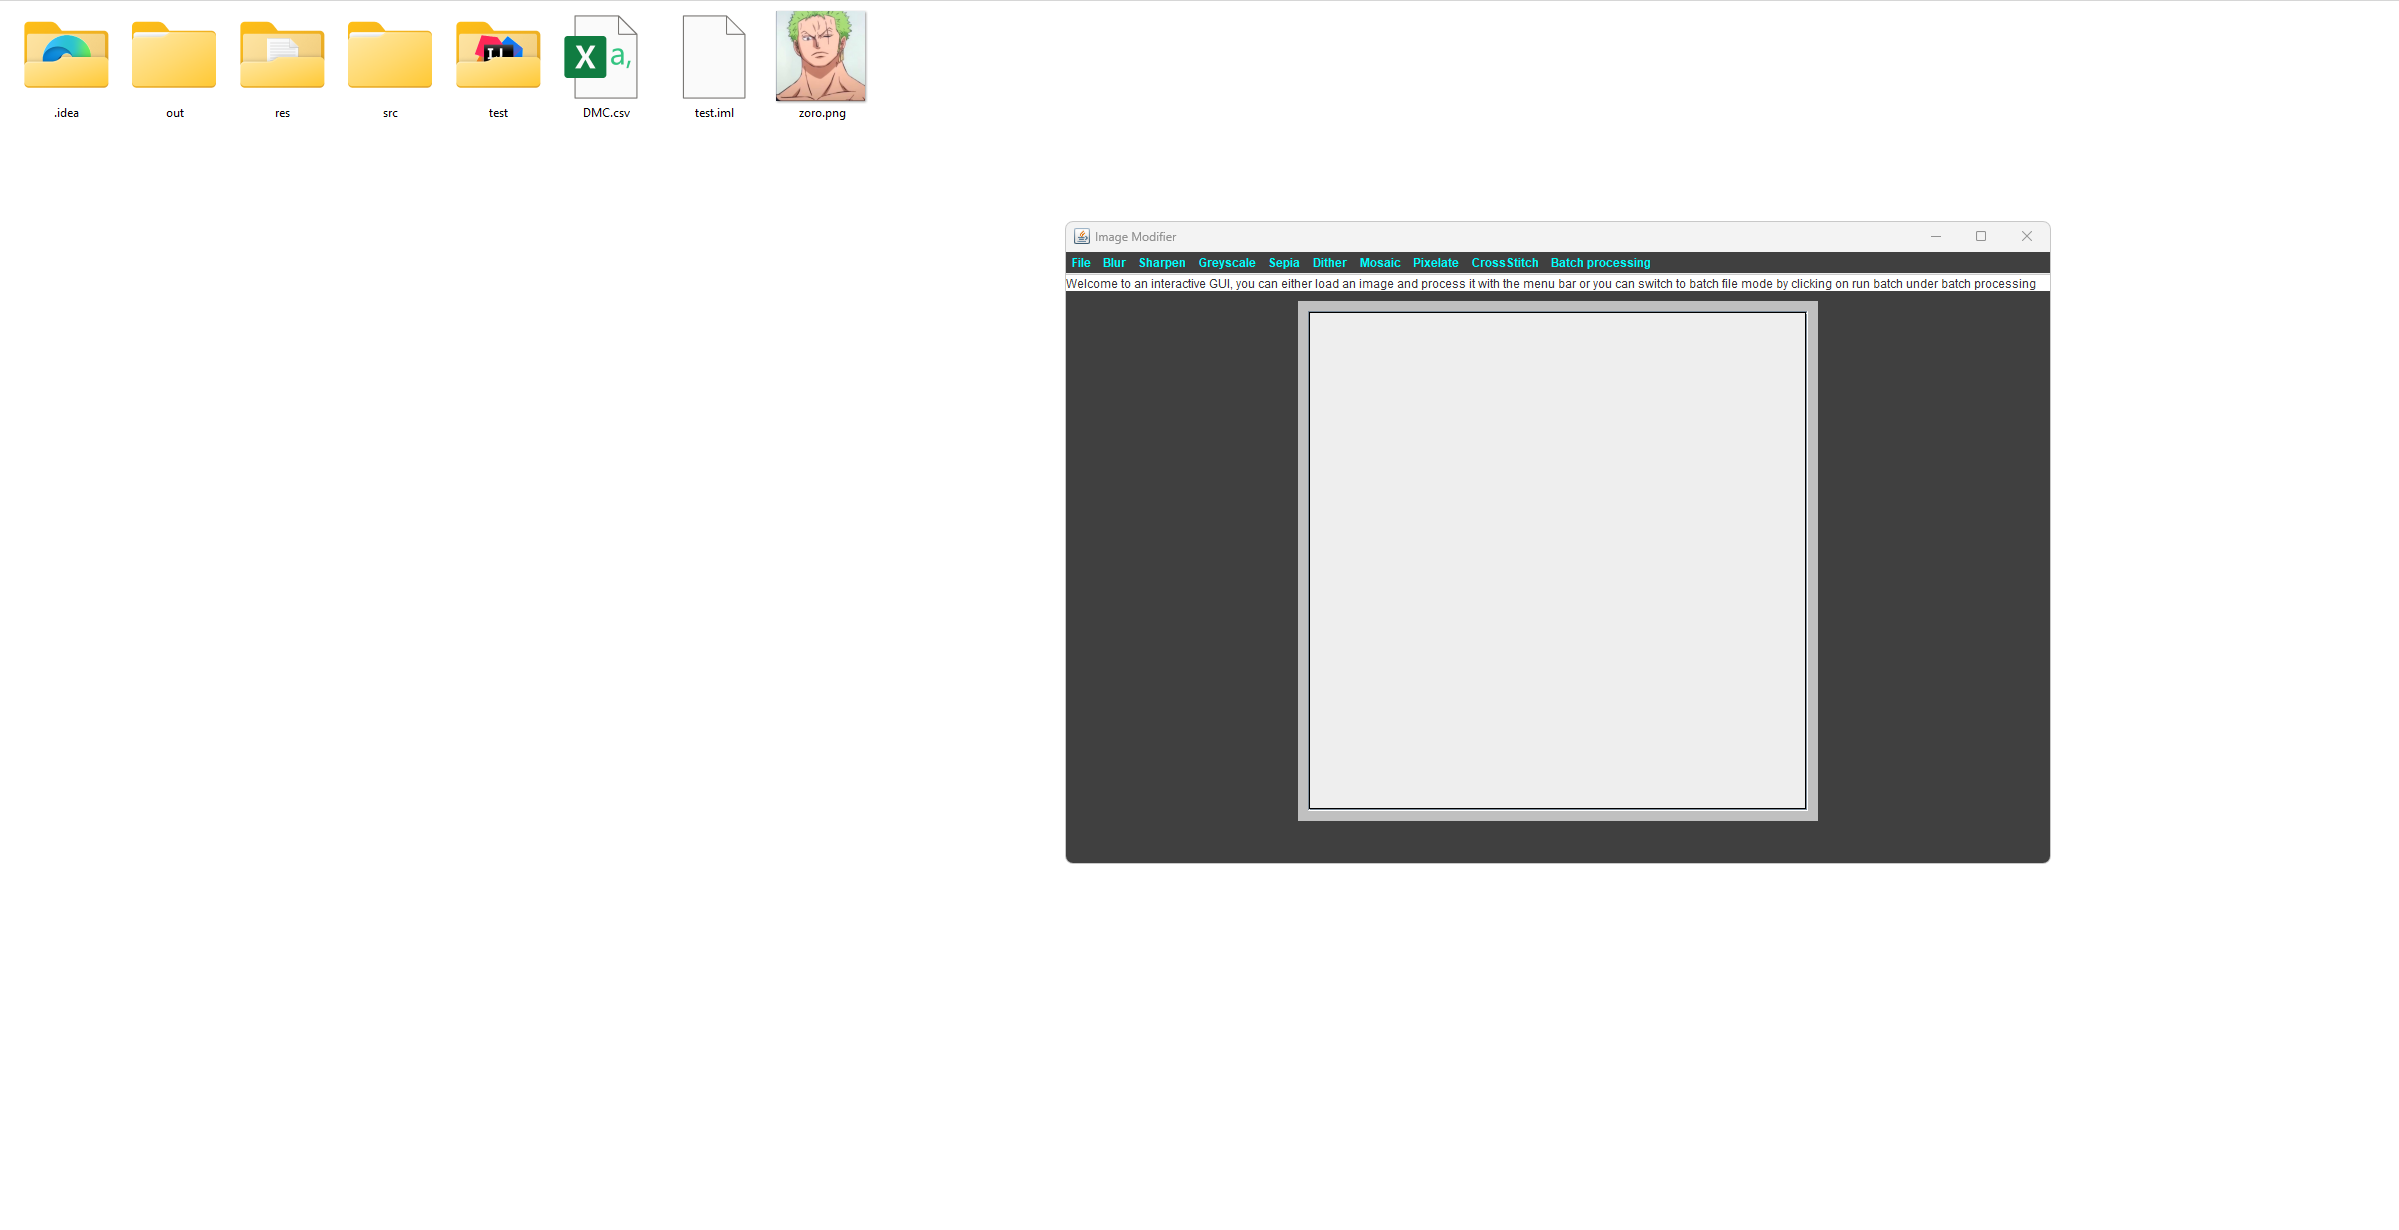 .idea
out
res
src
test
X a,
DMC.csv
test.iml
zoro.png
Image Modifier
File Blur Sharpen Greyscale Sepia Dither Mosaic Pixelate CrossStitch Batch processing
Welcome to an interactive GUI, you can either load an image and process it with the menu bar or you can switch to batch file mode by clicking on run batch under batch processing